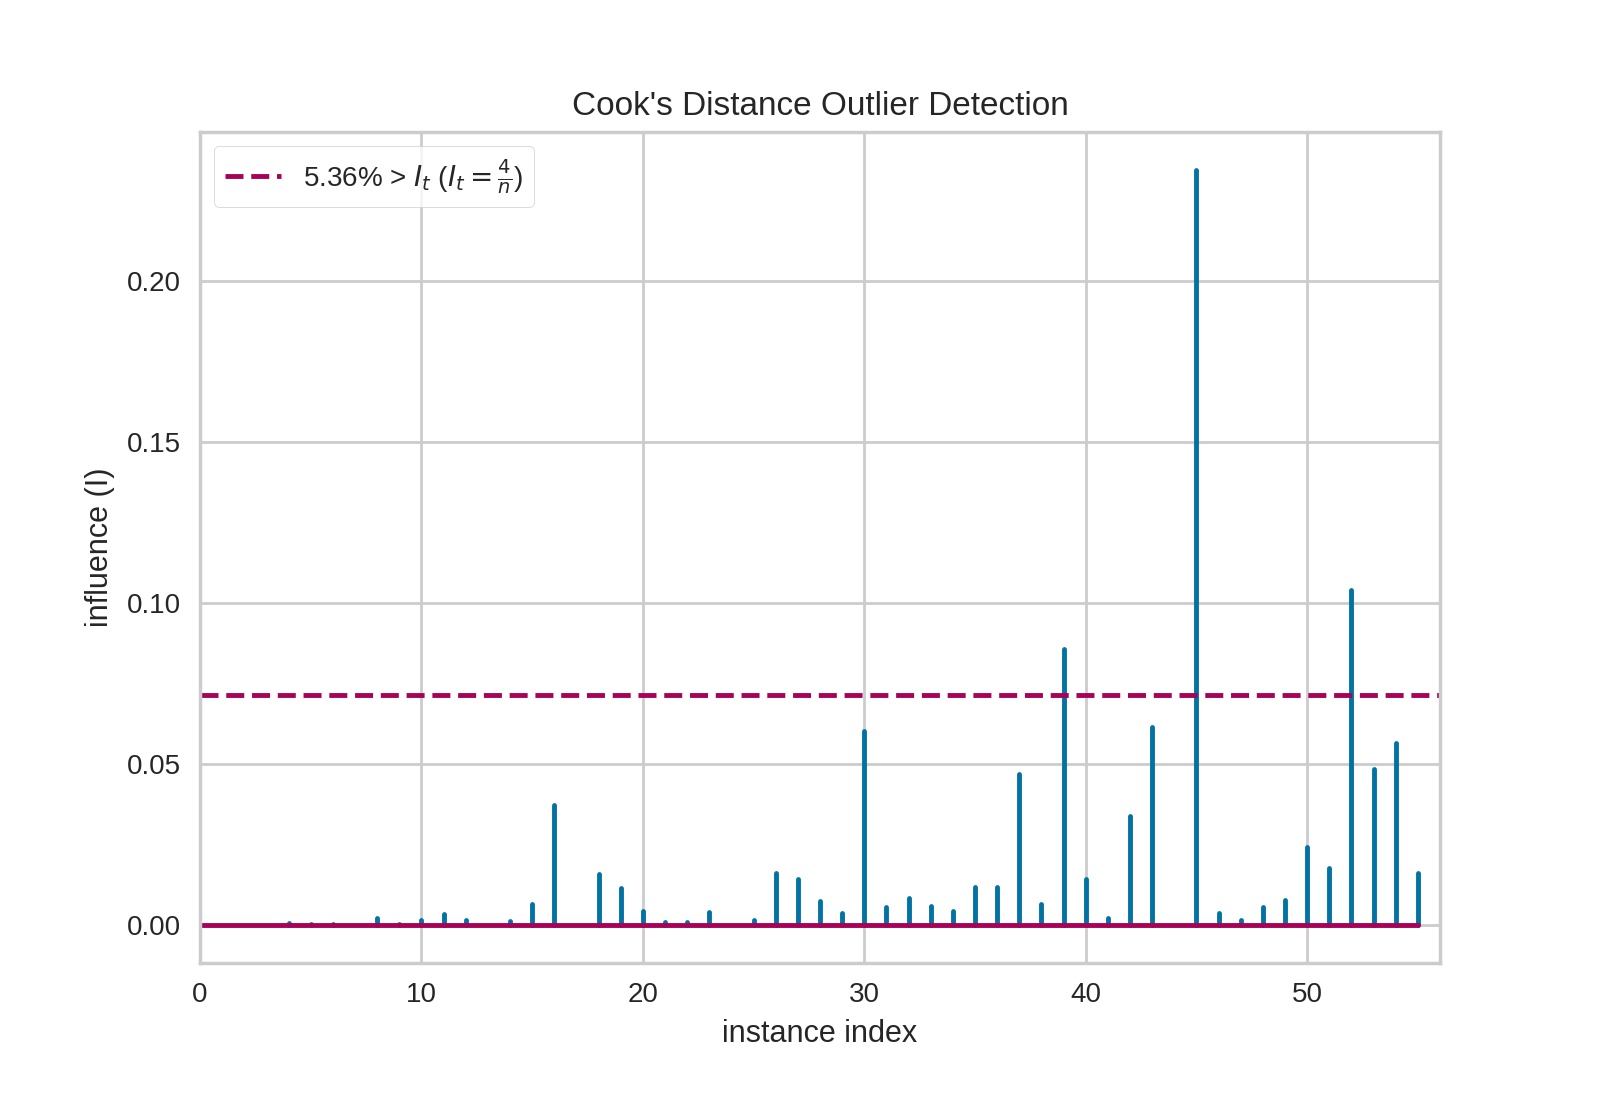 Cook's Distance Outlier Detection
5.36% > I_t (I_t = 4/n)
influence (I)
0.20
0.15
0.10
0.05
0.00
0 10 20 30 40 50
instance index